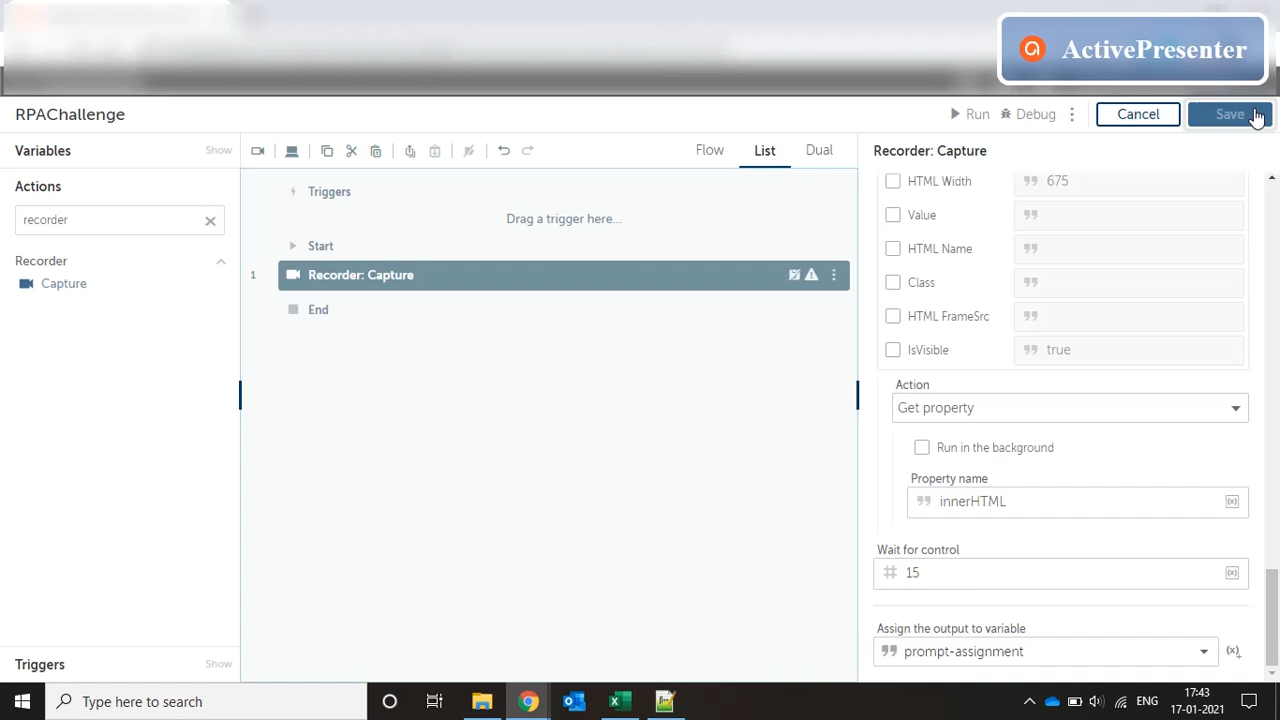 ActivePresenter
RPAChallenge
Run Debug Cancel Save
Variables Show
Flow List Dual
Recorder: Capture
Actions
recorder
Recorder
Capture
Triggers
Drag a trigger here...
Start
1 Recorder: Capture
End
HTML Width 675
Value
HTML Name
Class
HTML FrameSrc
IsVisible true
Action
Get property
Run in the background
Property name
innerHTML
Wait for control
15
Assign the output to variable
prompt-assignment
Triggers Show
Type here to search
ENG
17:43
17-01-2021